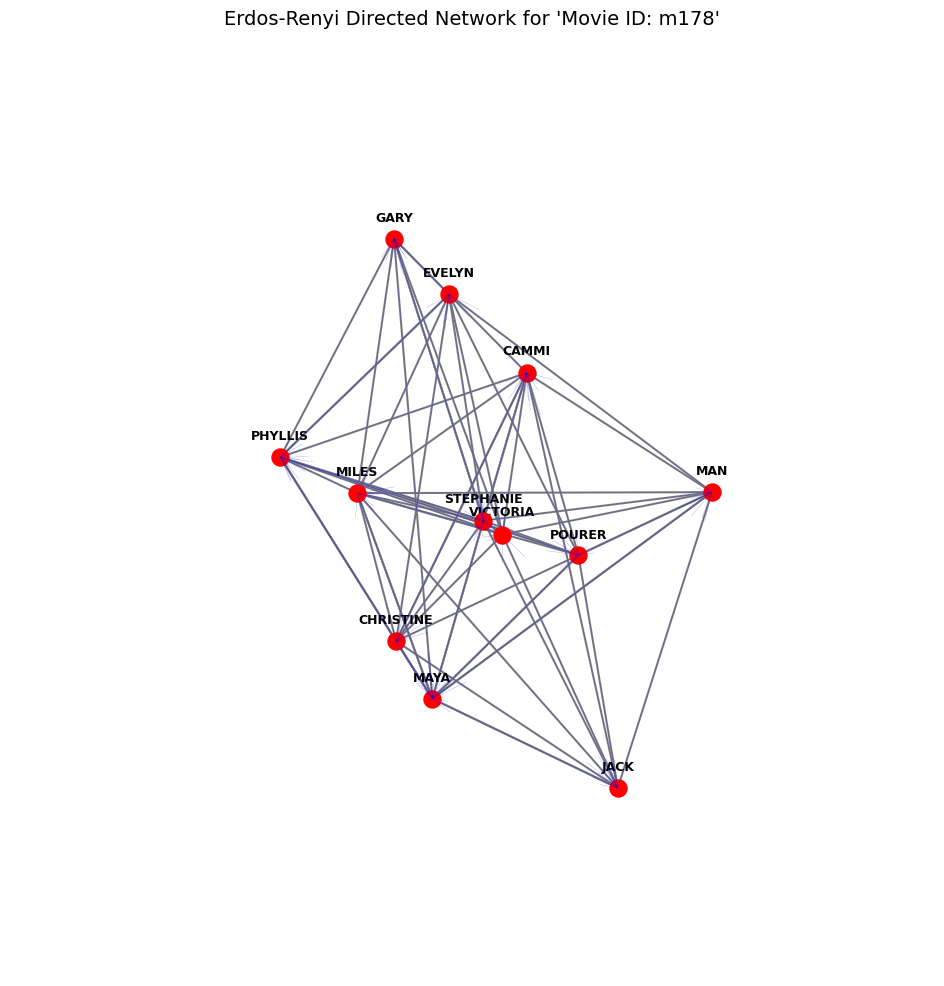 Erdos-Renyi Directed Network for 'Movie ID: m178'
GARY
EVELYN
CAMMI
PHYLLIS
MILES
MAN
STEPHANIE
VICTORIA
POURER
CHRISTINE
MAYA
JACK